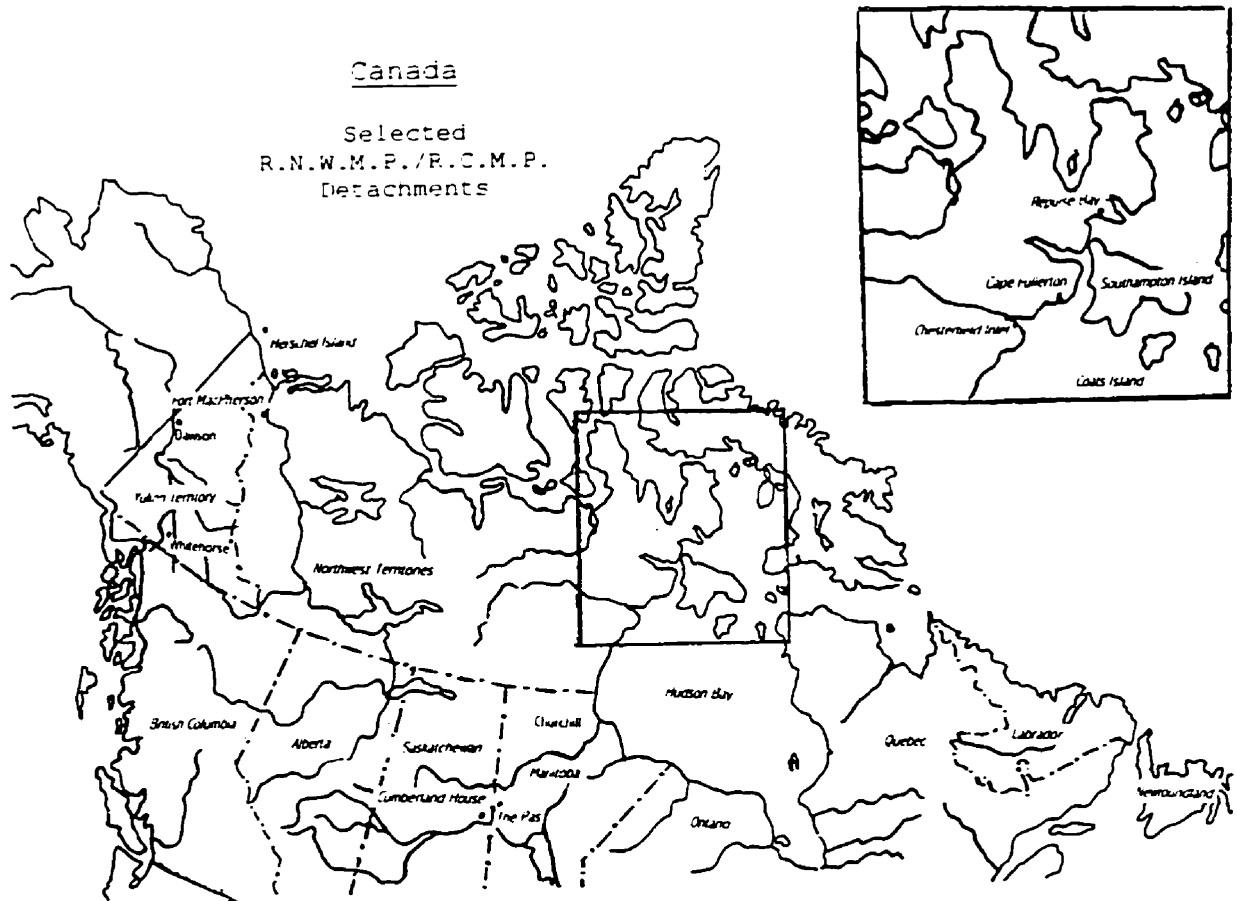 Canada
Selected
R.N.W.M.P./R.C.M.P.
Detachments
Repulse Bay
Cape Fullerton
Southampton Island
Chesterfield Inlet
Coats Island
Herschel Island
Fort MacPherson
Dawson
Yukon Territory
Whitehorse
Northwest Territories
Hudson Bay
British Columbia
Alberta
Saskatchewan
Churchill
Manitoba
Quebec
Labrador
Cumberland House
The Pas
Ontario
Newfoundland